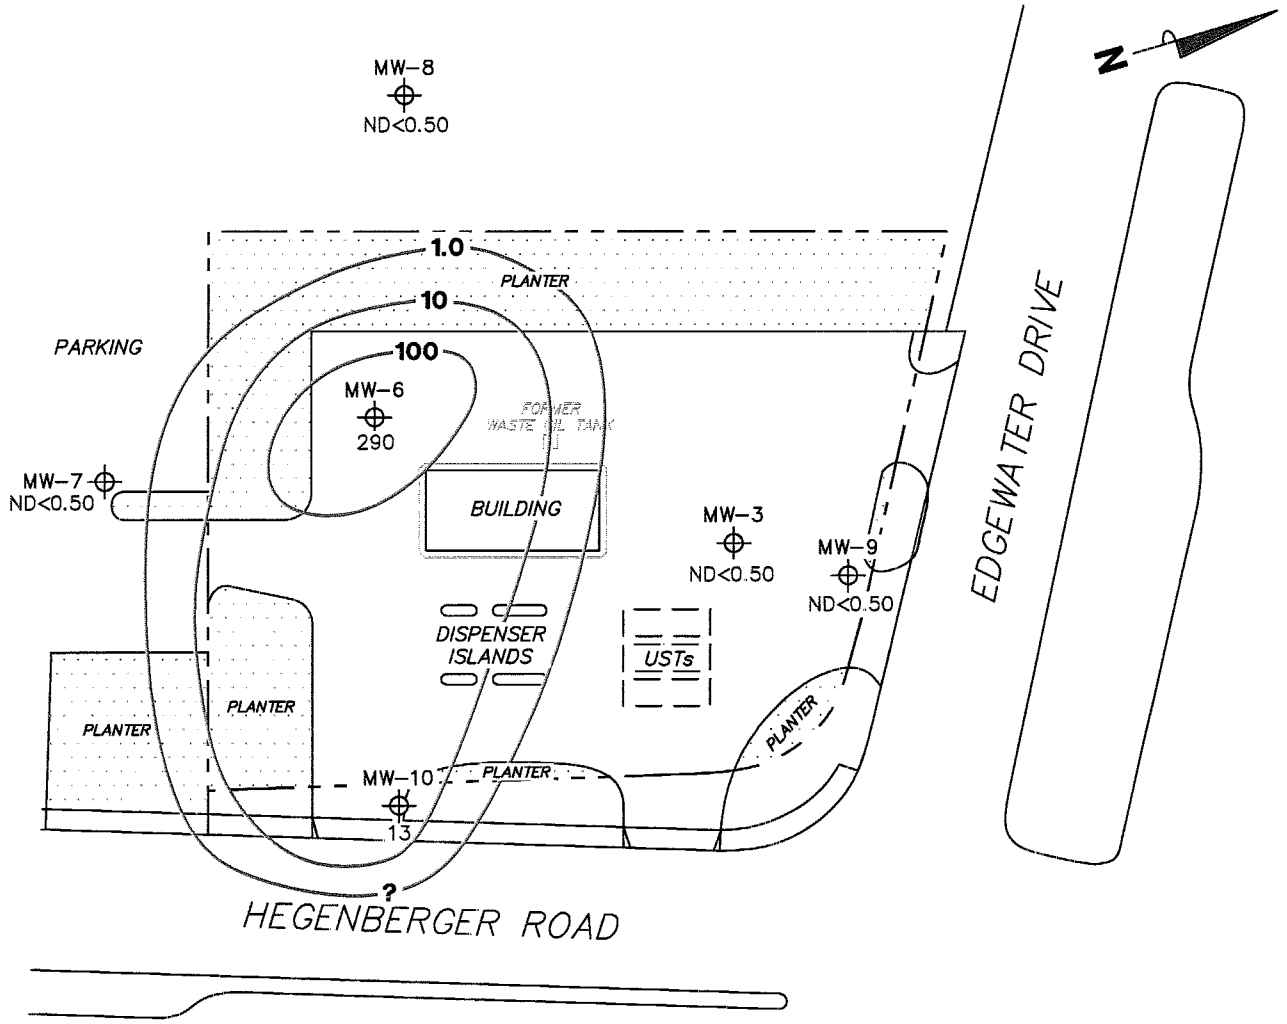 N
MW-8
ND<0.50
1.0
PLANTER
10
PARKING
100
MW-6
290
FORMER
WASTE OIL TANK
MW-7
ND<0.50
BUILDING
MW-3
ND<0.50
MW-9
ND<0.50
EDGEWATER DRIVE
DISPENSER
ISLANDS
USTs
PLANTER
PLANTER
PLANTER
MW-10
PLANTER
13
?
HEGENBERGER ROAD